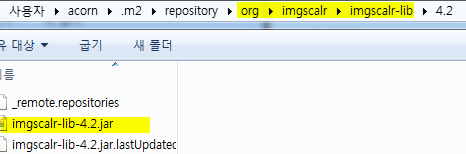 사용자 ▸ acorn ▸ .m2 ▸ repository ▸ org ▸ imgscalr ▸ imgscalr-lib ▸ 4.2
유 대상 ▾ 굽기 새 폴더
이름
_remote.repositories
imgscalr-lib-4.2.jar
imgscalr-lib-4.2.jar.lastUpdated